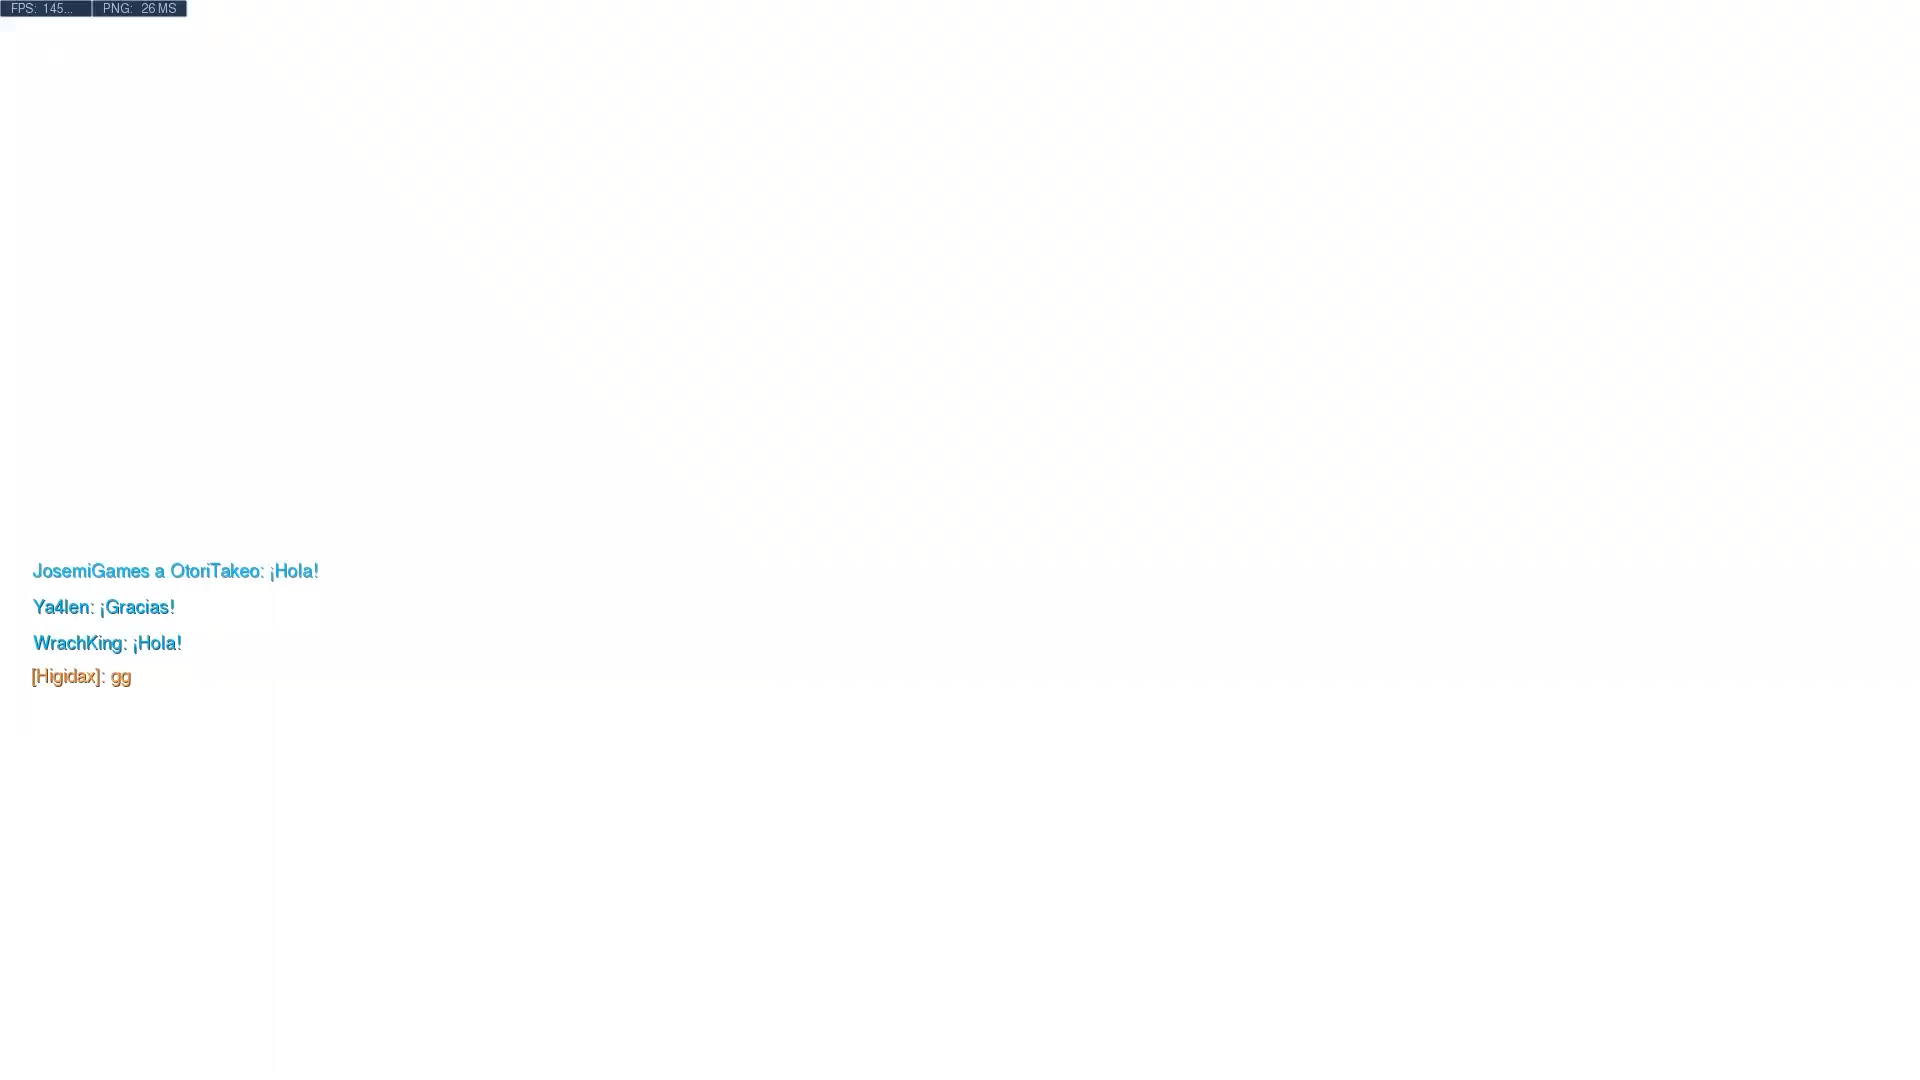 FPS: 145... PNG: 26 MS
JosemiGames a OtoriTakeo: ¡Hola!
Ya4len: ¡Gracias!
WrachKing: ¡Hola!
[Higidax]: gg